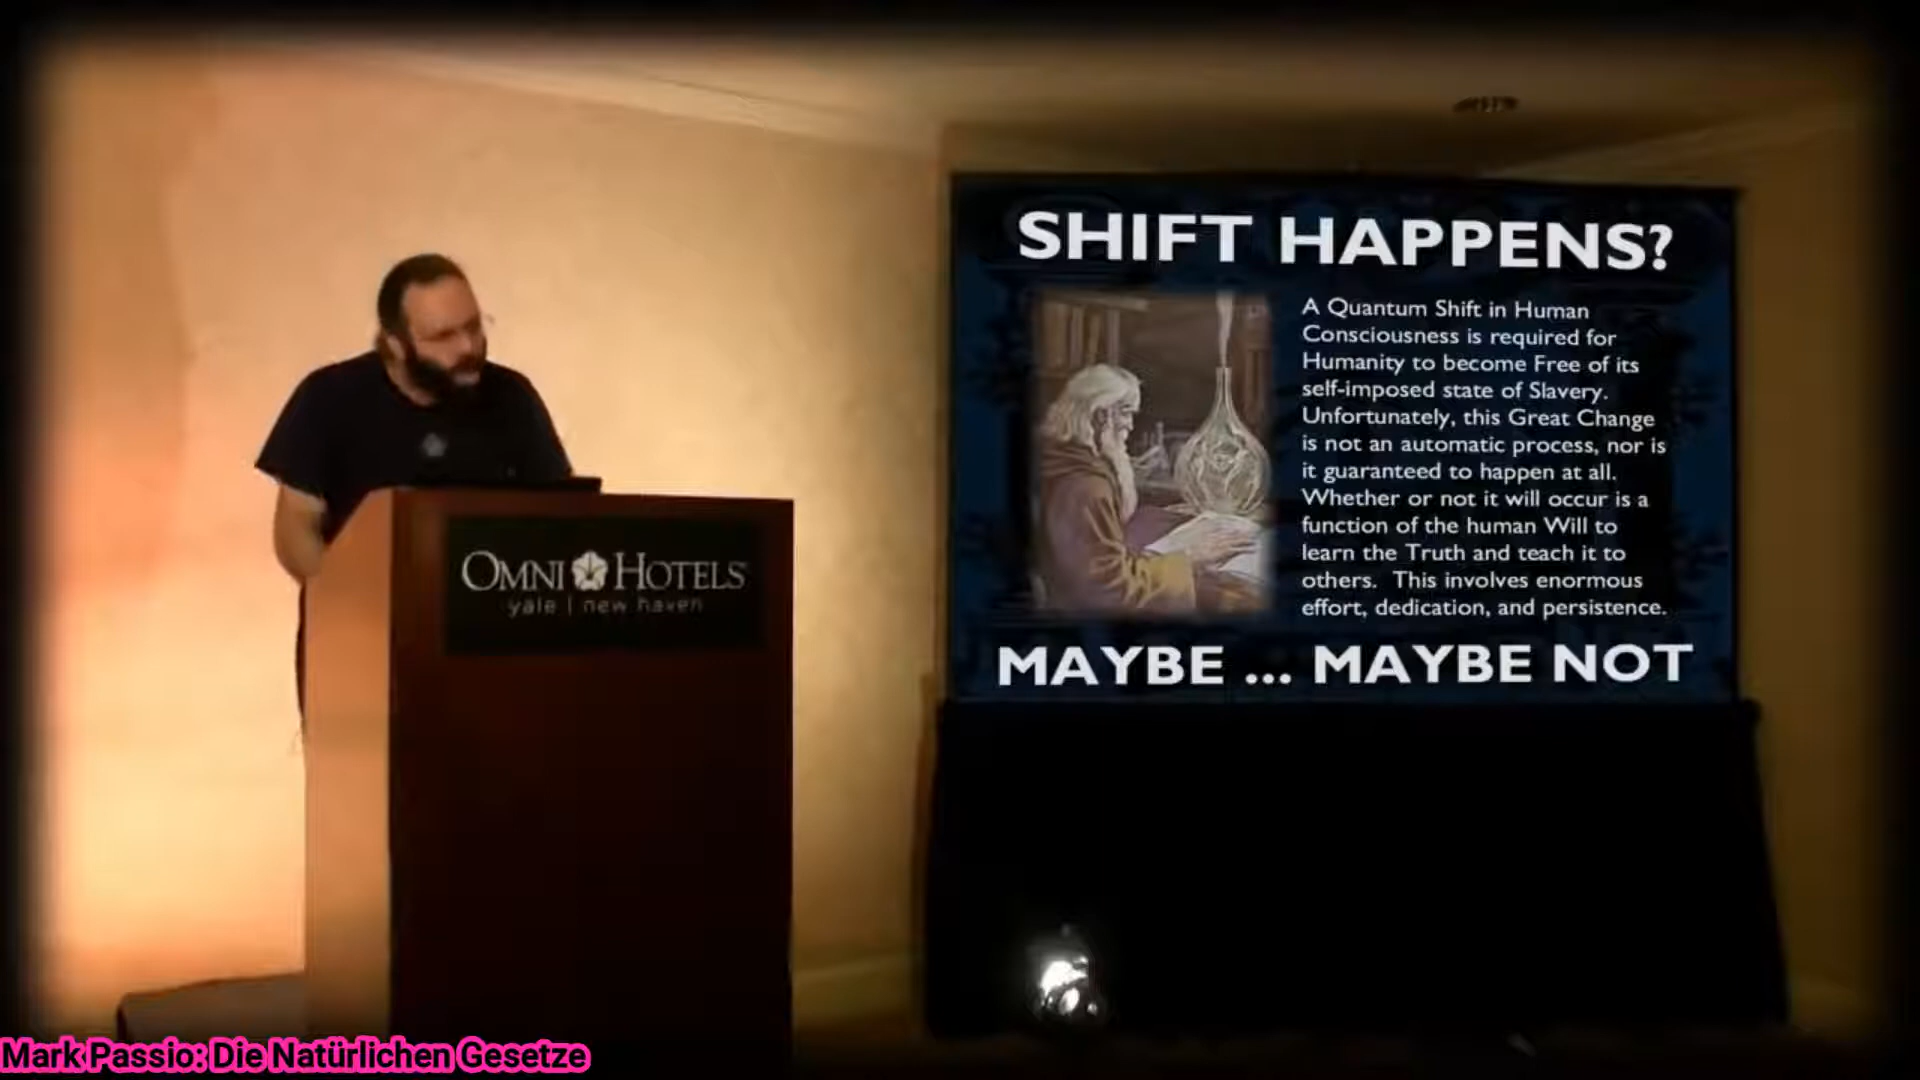 SHIFT HAPPENS?
A Quantum Shift in Human
Consciousness is required for
Humanity to become Free of its
self-imposed state of Slavery.
Unfortunately, this Great Change
is not an automatic process, nor is
it guaranteed to happen at all.
Whether or not it will occur is a
function of the human Will to
learn the Truth and teach it to
others. This involves enormous
effort, dedication, and persistence.
MAYBE ... MAYBE NOT
OMNI HOTELS
yale | new haven
Mark Passio: Die Natürlichen Gesetze